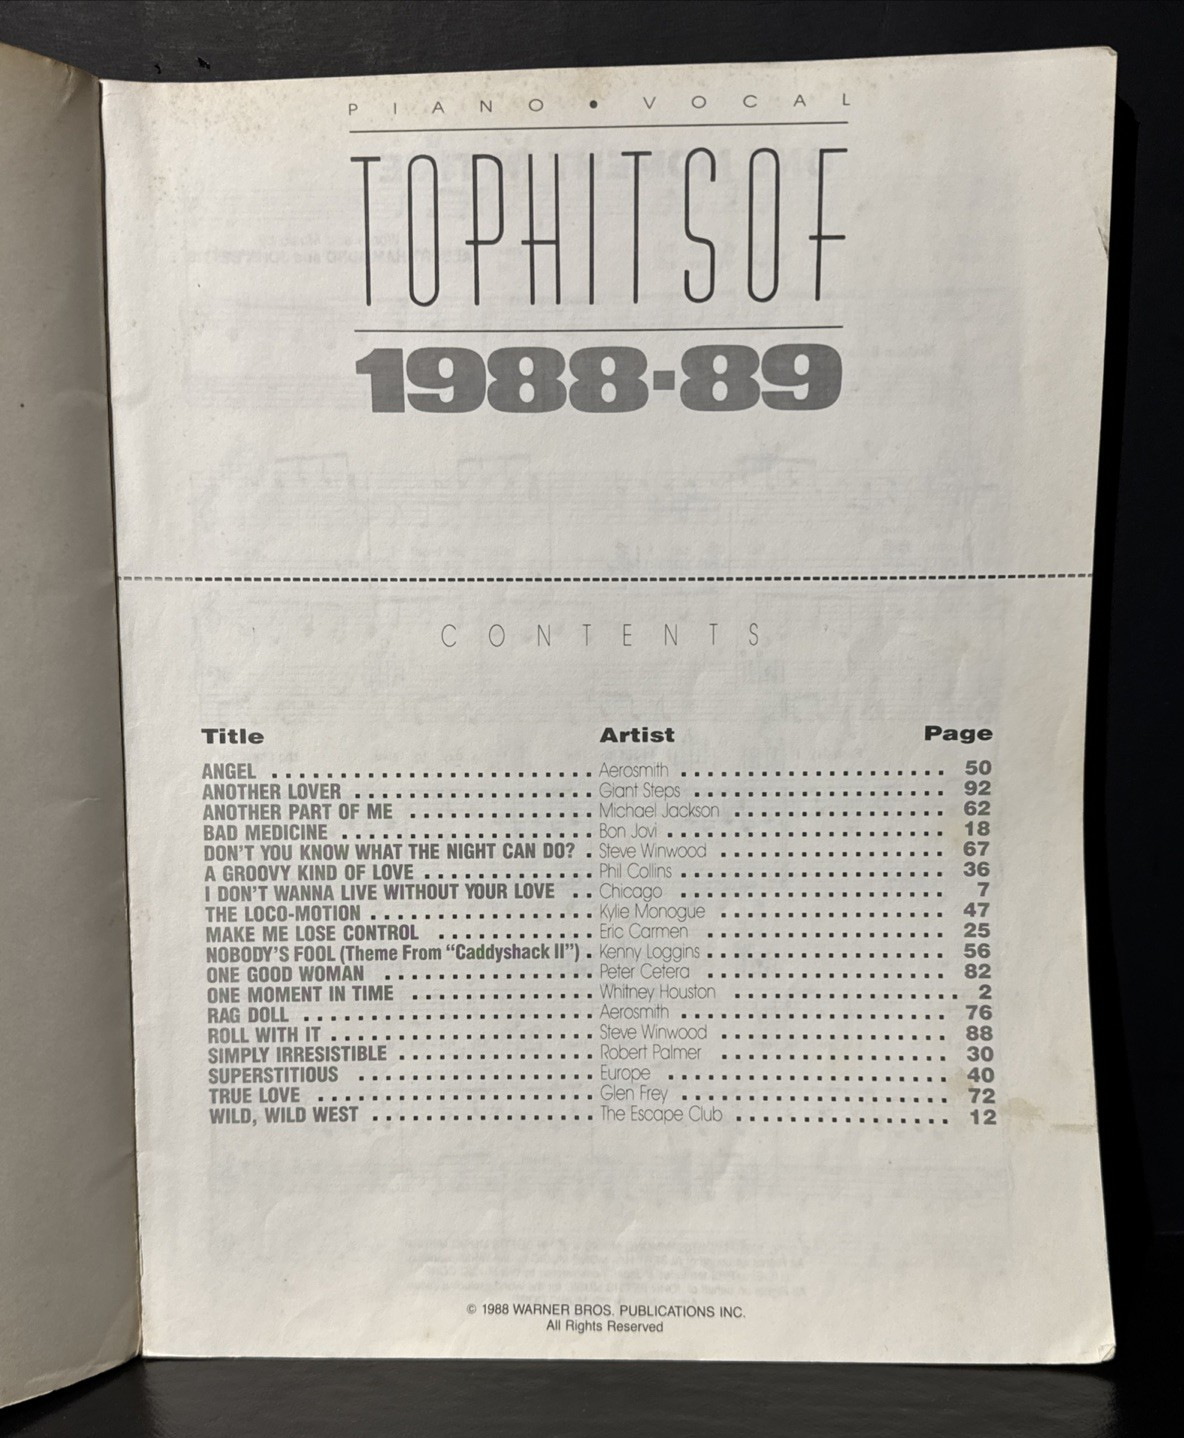 PIANO • VOCAL
TOPHITSOF
1988-89
CONTENTS
Title Artist Page
ANGEL ........................ Aerosmith .................... 50
ANOTHER LOVER .................. Giant Steps ................... 92
ANOTHER PART OF ME .............. Michael Jackson ................ 62
BAD MEDICINE ................... Bon Jovi ..................... 18
DON'T YOU KNOW WHAT THE NIGHT CAN DO? . Steve Winwood ................. 67
A GROOVY KIND OF LOVE ............. Phil Collins .................... 36
I DON'T WANNA LIVE WITHOUT YOUR LOVE .. Chicago .................... 7
THE LOCO-MOTION ................. Kylie Monogue ................. 47
MAKE ME LOSE CONTROL ............ Eric Carmen .................. 25
NOBODY'S FOOL (Theme From "Caddyshack II") . Kenny Loggins .................. 56
ONE GOOD WOMAN ................ Peter Cetera .................. 82
ONE MOMENT IN TIME .............. Whitney Houston ................. 2
RAG DOLL ...................... Aerosmith .................... 76
ROLL WITH IT .................... Steve Winwood ................. 88
SIMPLY IRRESISTIBLE ............... Robert Palmer ................. 30
SUPERSTITIOUS .................. Europe ..................... 40
TRUE LOVE ..................... Glen Frey .................... 72
WILD, WILD WEST ................. The Escape Club ................ 12
© 1988 WARNER BROS. PUBLICATIONS INC.
All Rights Reserved